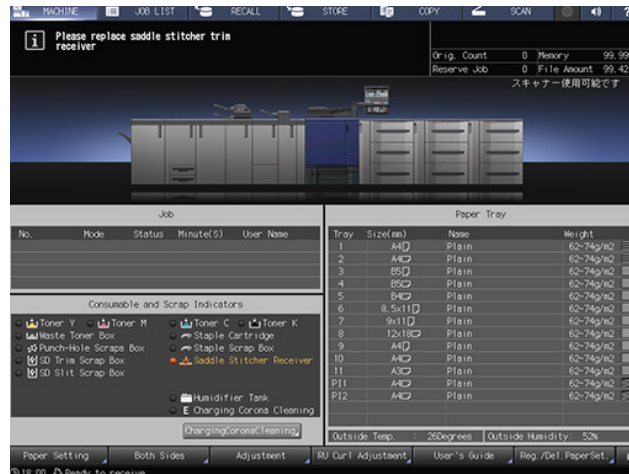 MACHINE JOB LIST RECALL STORE COPY SCAN
Please replace saddle stitcher trim
receiver
Orig. Count 0 Memory 99.99
Reserve Job 0 File Amount 99.42
スキャナー使用可能です
Job
No. Mode Status Minute(S) User Name
Paper Tray
Tray Size(mm) Name Weight
1 A4 Plain 62-74g/m2
2 A4 Plain 62-74g/m2
3 B5 Plain 62-74g/m2
4 B5 Plain 62-74g/m2
5 B4 Plain 62-74g/m2
6 8.5x11 Plain 62-74g/m2
7 9x11 Plain 62-74g/m2
8 12x18 Plain 62-74g/m2
9 A4 Plain 62-74g/m2
10 A4 Plain 62-74g/m2
11 A3 Plain 62-74g/m2
PI1 A4 Plain 62-74g/m2
PI2 A4 Plain 62-74g/m2
Consumable and Scrap Indicators
Toner Y Toner M Toner C Toner K
Waste Toner Box Staple Cartridge
Punch-Hole Scraps Box Staple Scrap Box
SD Trim Scrap Box Saddle Stitcher Receiver
SD Slit Scrap Box
Humidifier Tank
E Charging Corona Cleaning
ChargingCoronaCleaning
Outside Temp. : 26Degrees Outside Humidity: 52%
Paper Setting Both Sides Adjustment RU Curl Adjustment User's Guide Reg./Del.PaperSet.
18:00 Ready to receive